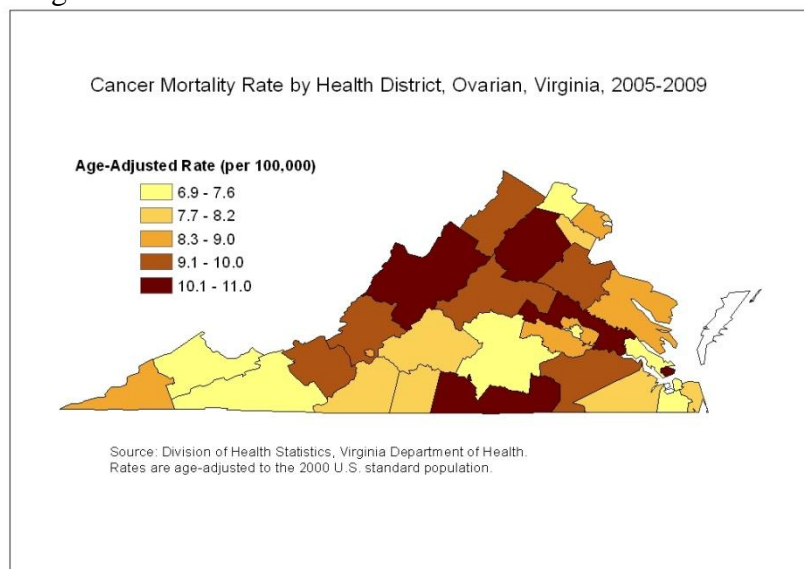 Cancer Mortality Rate by Health District, Ovarian, Virginia, 2005-2009
Age-Adjusted Rate (per 100,000)
6.9 - 7.6
7.7 - 8.2
8.3 - 9.0
9.1 - 10.0
10.1 - 11.0
Source: Division of Health Statistics, Virginia Department of Health.
Rates are age-adjusted to the 2000 U.S. standard population.